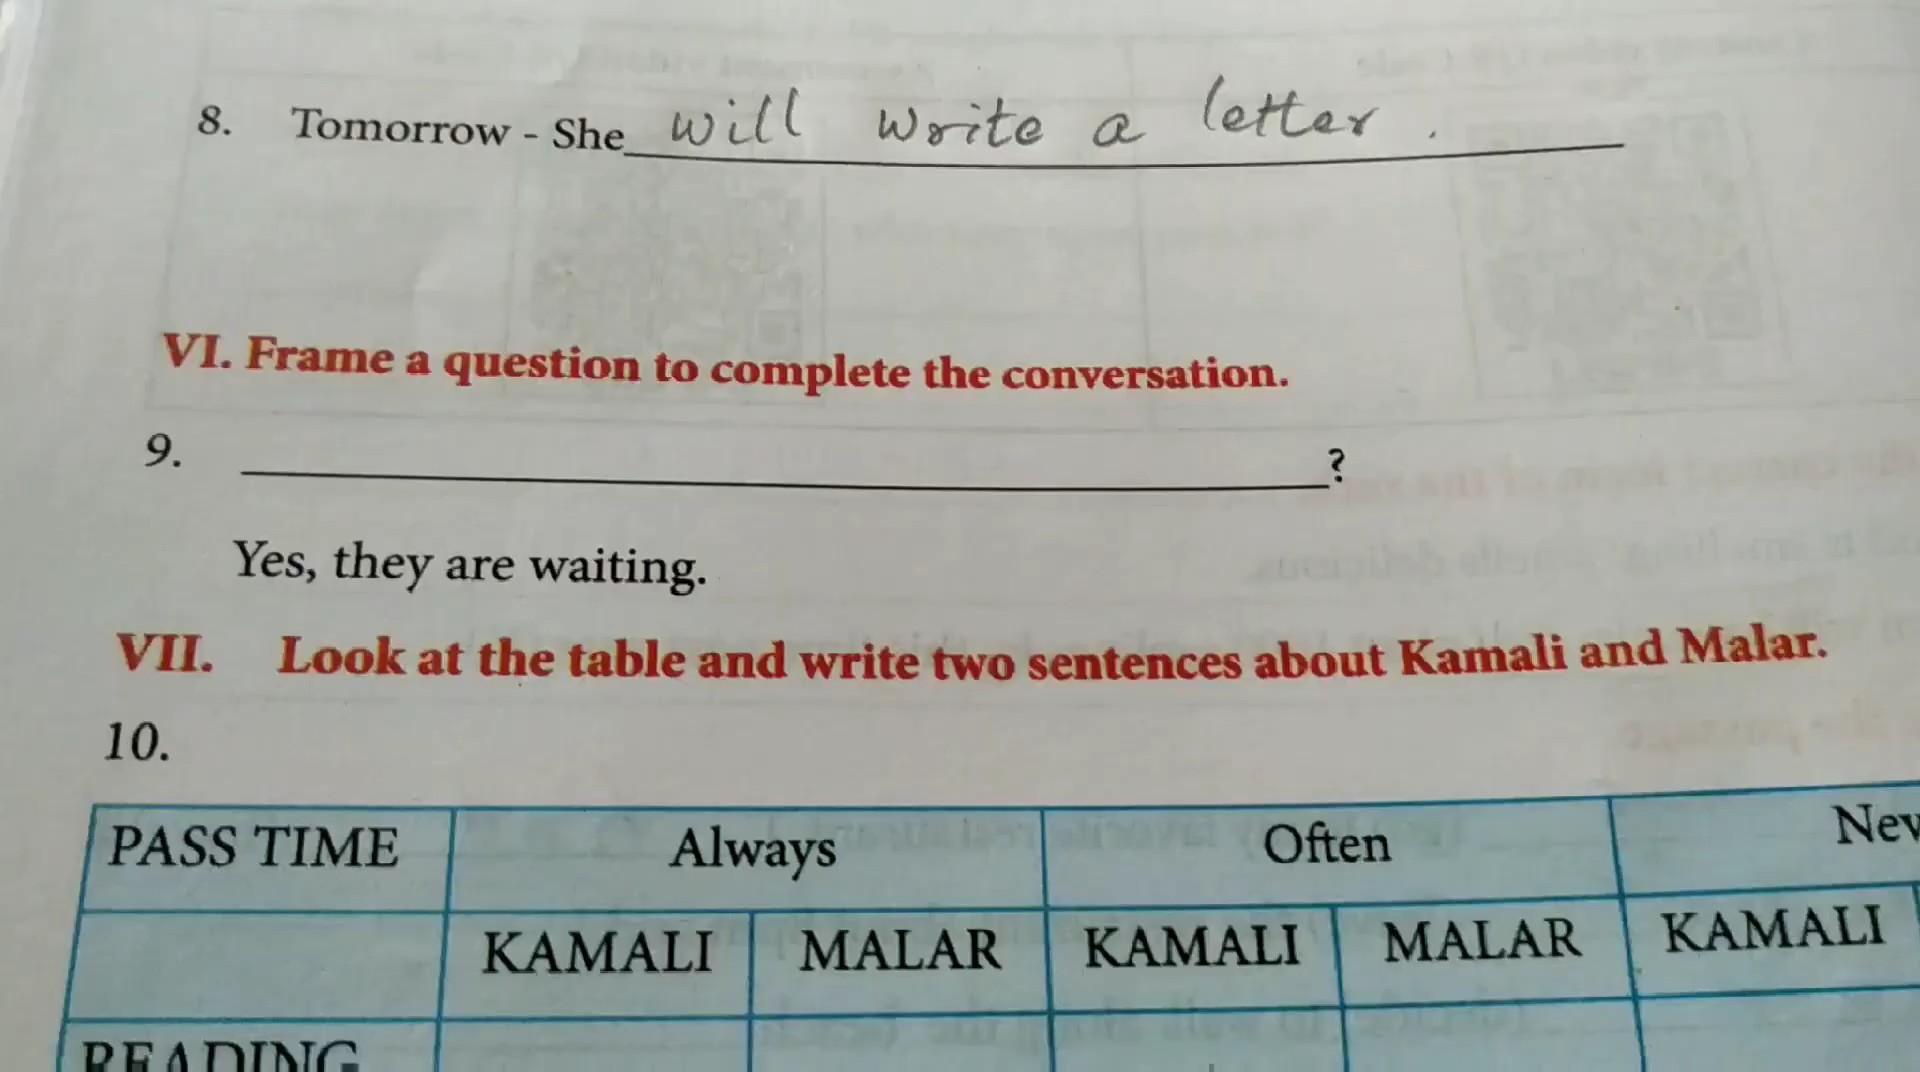 8. Tomorrow - She will write a letter.
VI. Frame a question to complete the conversation.
9. ?
Yes, they are waiting.
VII. Look at the table and write two sentences about Kamali and Malar.
10.
PASS TIME Always Often Nev
KAMALI MALAR KAMALI MALAR KAMALI
READING